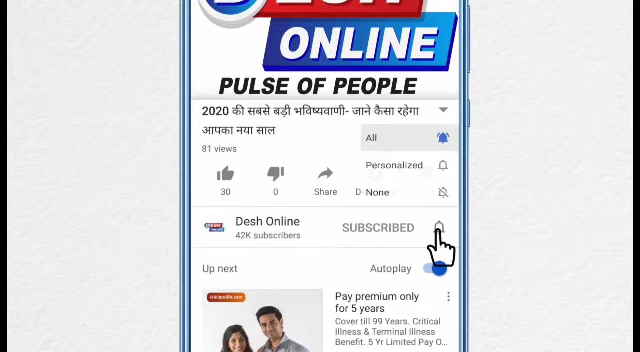 DESH
ONLINE
PULSE OF PEOPLE
2020 की सबसे बड़ी भविष्यवाणी- जाने कैसा रहेगा
आपका नया साल
81 views
All
Personalized
None
30
0
Share
D
DESH
Desh Online
42K subscribers
SUBSCRIBED
Up next
Autoplay
Pay premium only
for 5 years
Cover till 99 Years. Critical
Illness & Terminal Illness
Benefit. 5 Yr Limited Pay O...